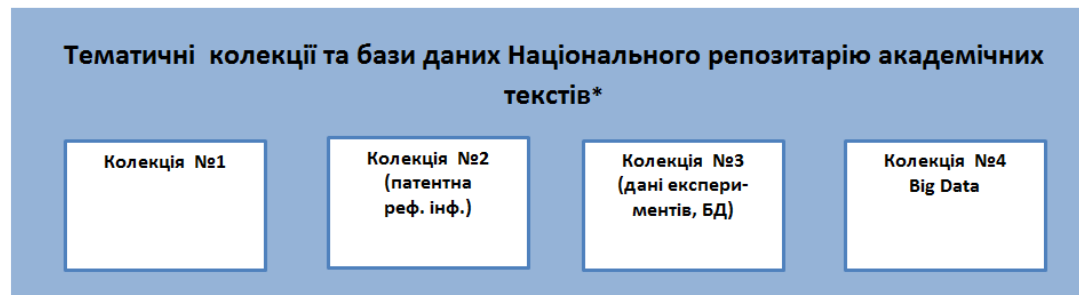 Тематичні колекції та бази даних Національного репозитарію академічних
текстів*
Колекція №1
Колекція №2
(патентна
реф. інф.)
Колекція №3
(дані експери-
ментів, БД)
Колекція №4
Big Data